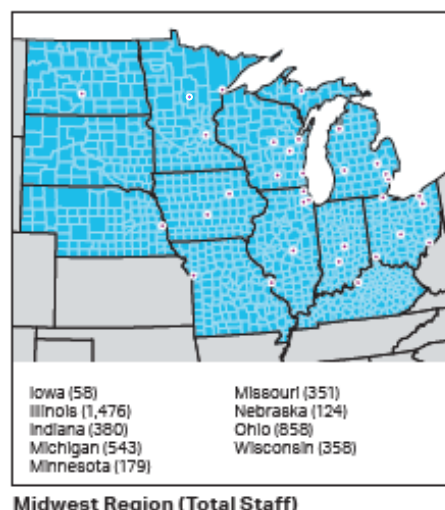 Iowa (58)
Illinois (1,476)
Indiana (380)
Michigan (543)
Minnesota (179)
Missouri (351)
Nebraska (124)
Ohio (858)
Wisconsin (358)
Midwest Region (Total Staff)